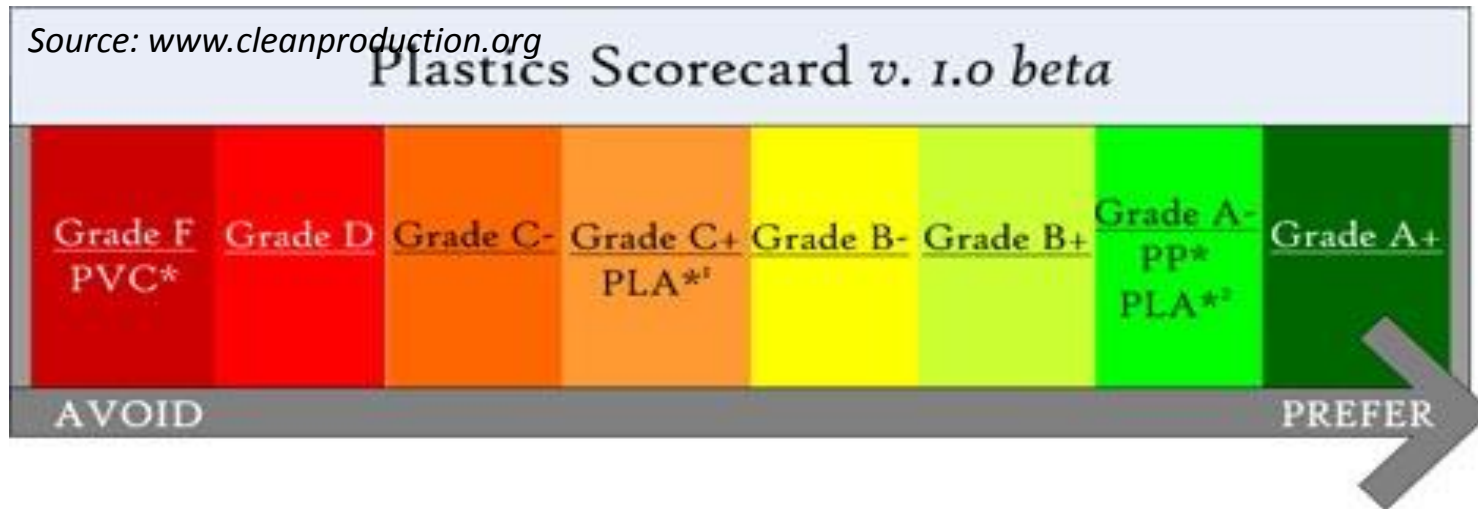 Source: www.cleanproduction.org
Plastics Scorecard v. 1.0 beta
Grade F
PVC*
Grade D
Grade C-
Grade C+
PLA*¹
Grade B-
Grade B+
Grade A-
PP*
PLA*²
Grade A+
AVOID
PREFER